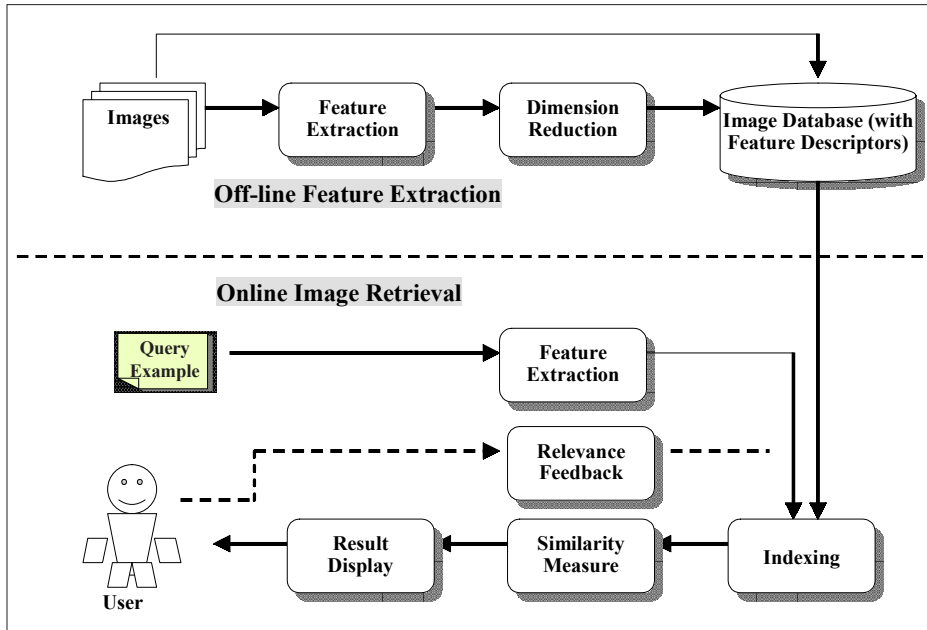 Images
Feature
Extraction
Dimension
Reduction
Image Database (with
Feature Descriptors)
Off-line Feature Extraction
Online Image Retrieval
Query
Example
Feature
Extraction
Relevance
Feedback
User
Result
Display
Similarity
Measure
Indexing